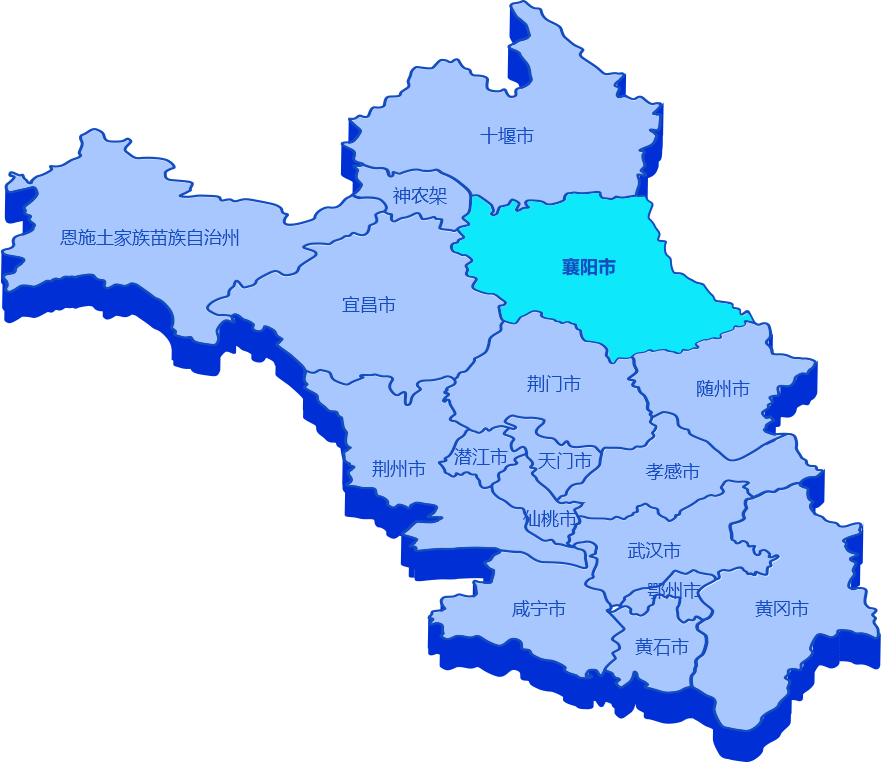 十堰市
神农架
恩施土家族苗族自治州
襄阳市
宜昌市
荆门市
随州市
潜江市
天门市
荆州市
孝感市
仙桃市
武汉市
鄂州市
咸宁市
黄冈市
黄石市